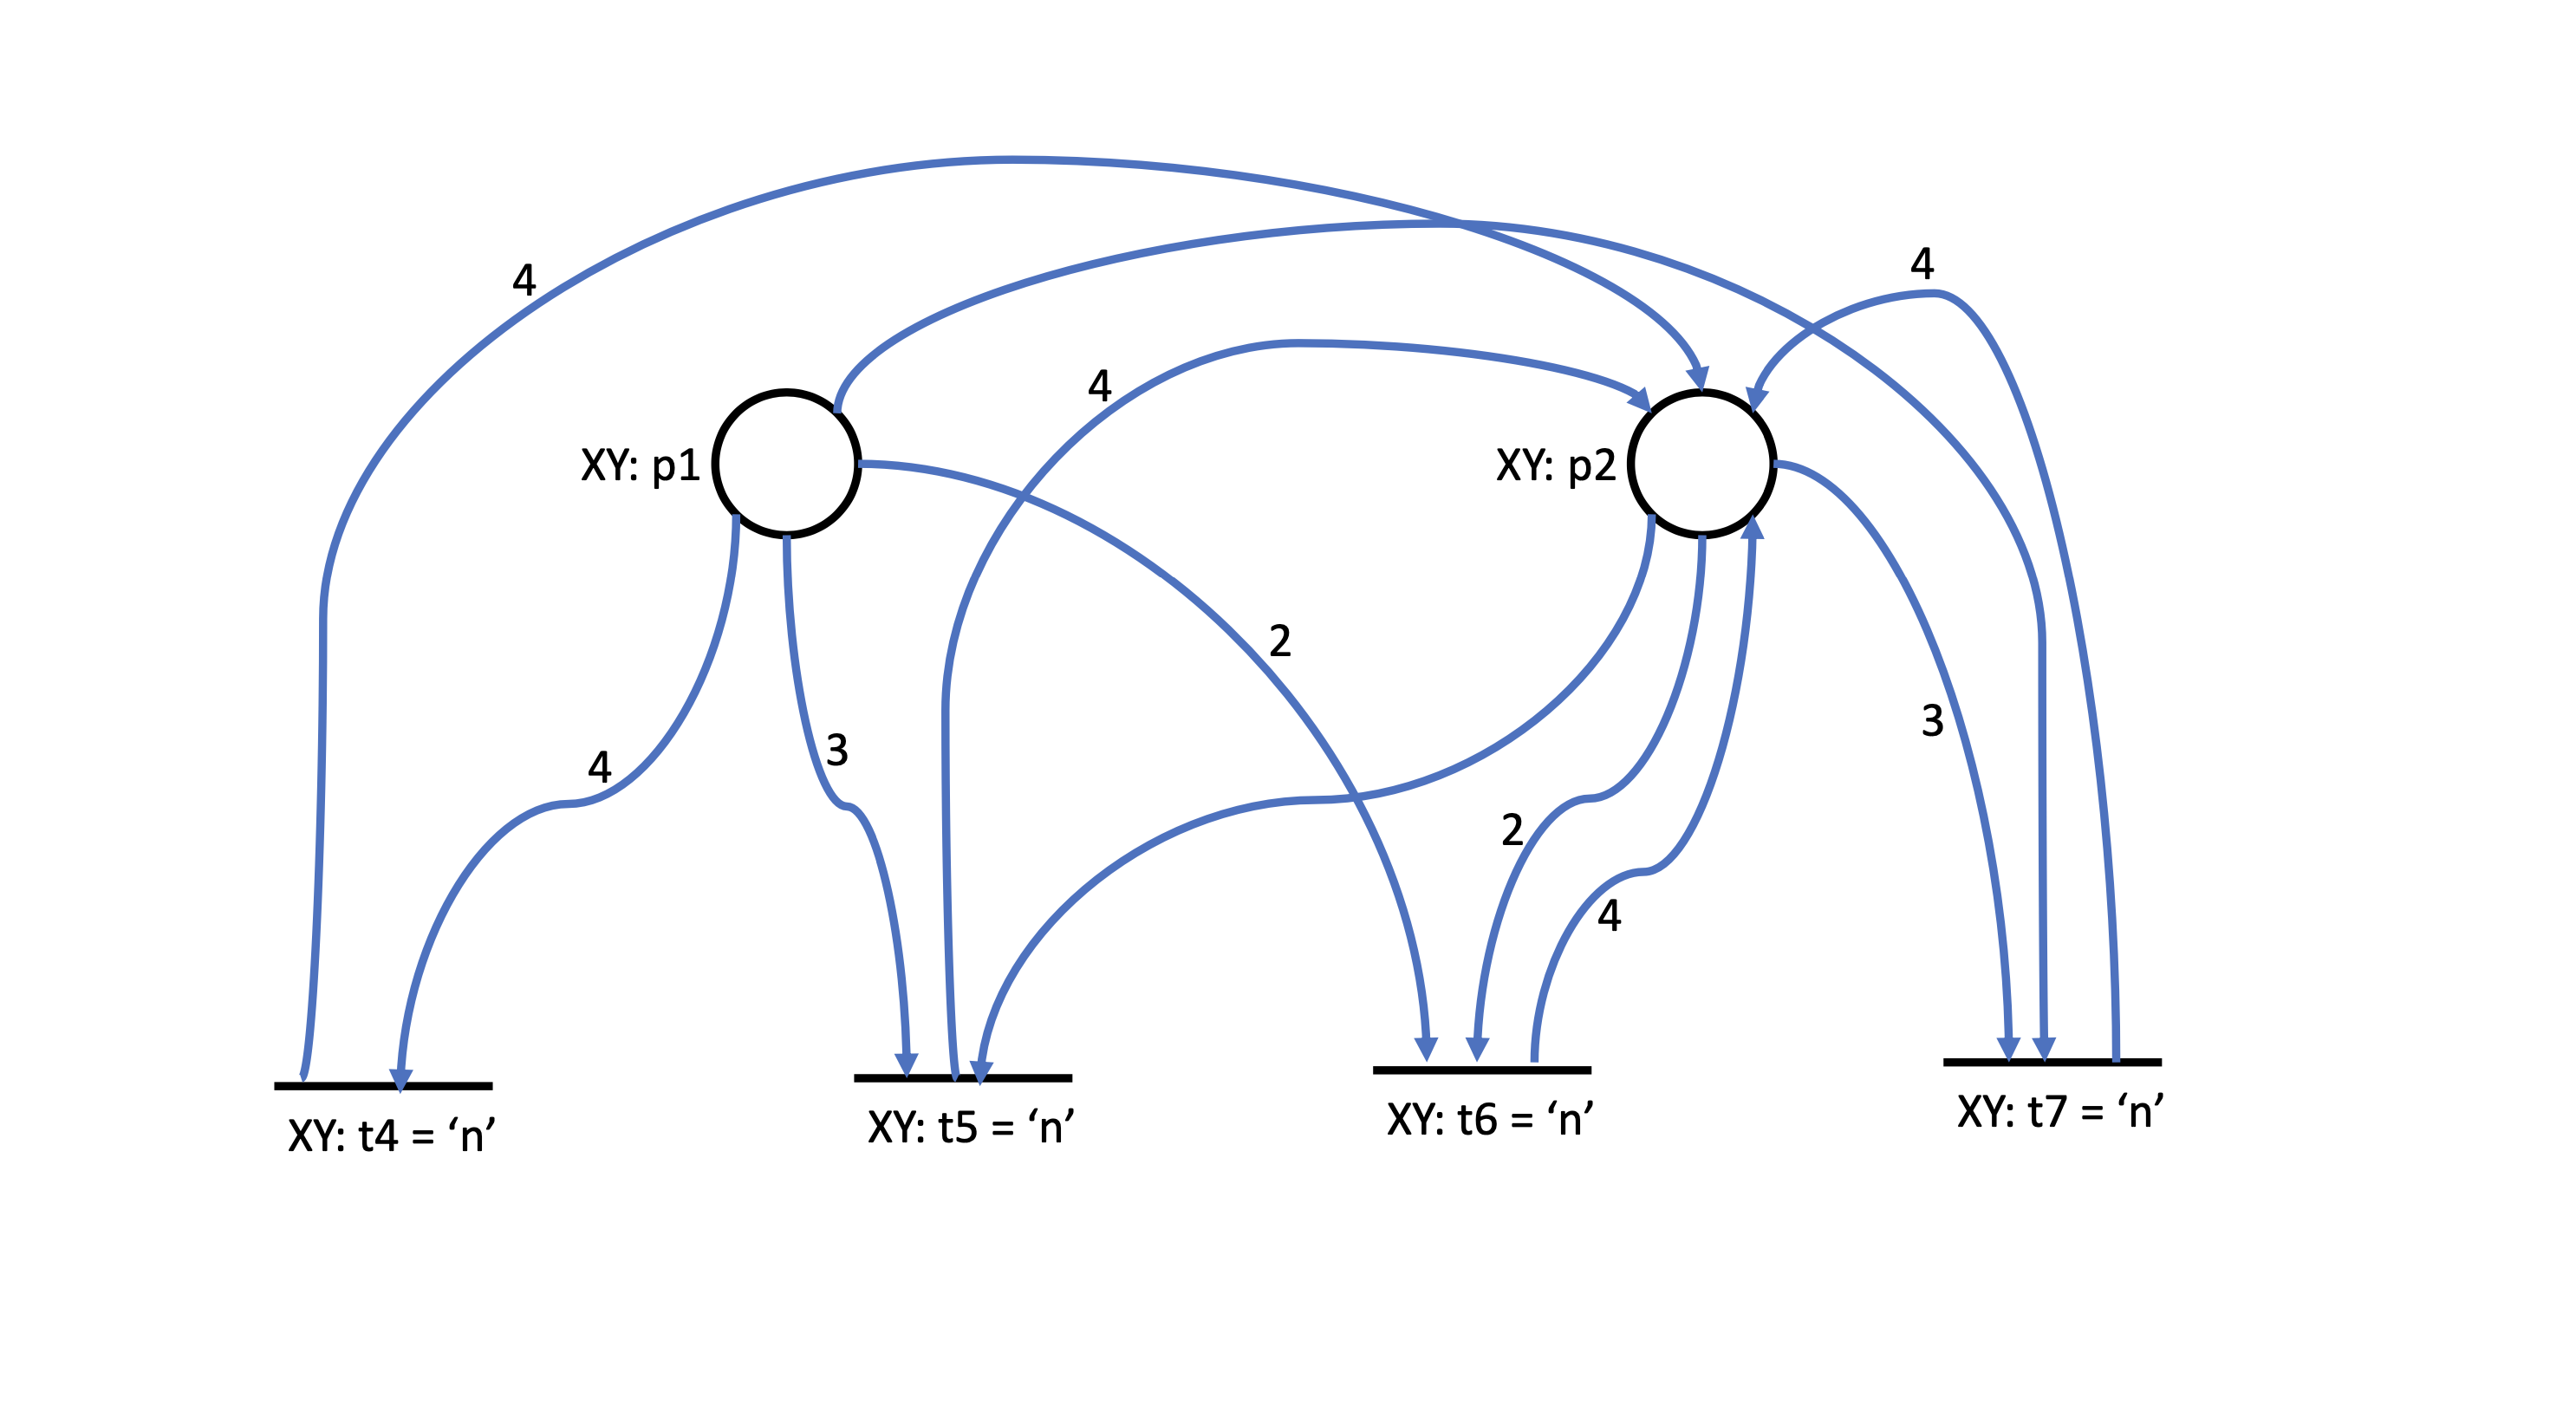 4
4
4
XY: p1
XY: p2
2
3
3
4
2
4
XY: t4 = ‘n’
XY: t5 = ‘n’
XY: t6 = ‘n’
XY: t7 = ‘n’